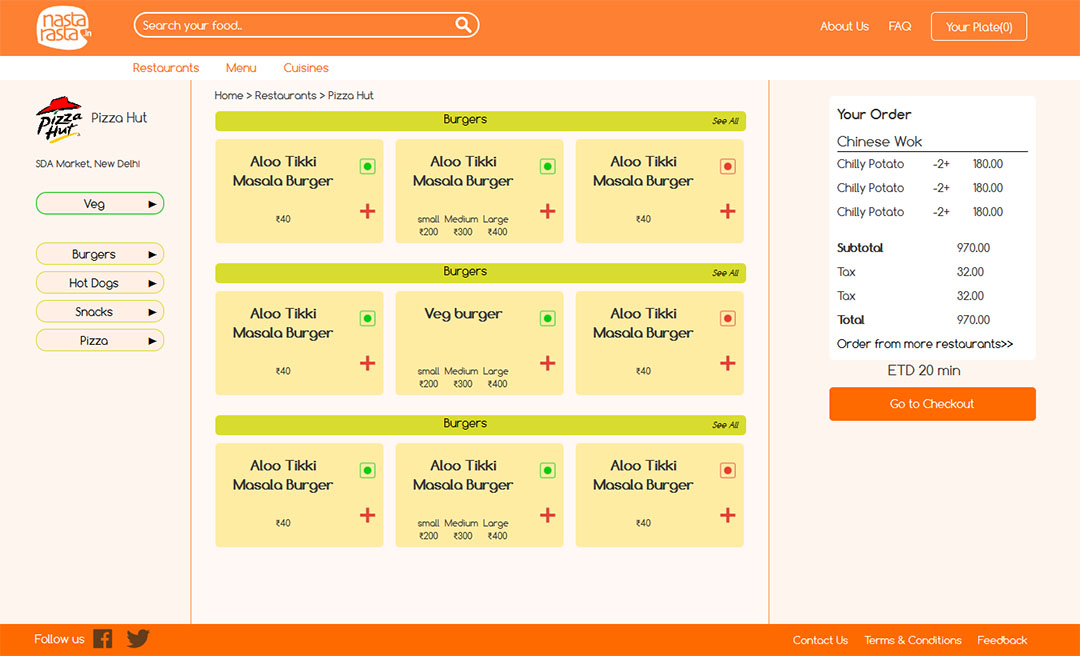 nasta
rasta.in
Search your food..
About Us
FAQ
Your Plate(0)
Restaurants
Menu
Cuisines
Pizza
Hut
Pizza Hut
SDA Market, New Delhi
Veg
Burgers
Hot Dogs
Snacks
Pizza
Home > Restaurants > Pizza Hut
Burgers
See All
Aloo Tikki
Masala Burger
₹40
Aloo Tikki
Masala Burger
small Medium Large
₹200 ₹300 ₹400
Aloo Tikki
Masala Burger
₹40
Burgers
See All
Aloo Tikki
Masala Burger
₹40
Veg burger
small Medium Large
₹200 ₹300 ₹400
Aloo Tikki
Masala Burger
₹40
Burgers
See All
Aloo Tikki
Masala Burger
₹40
Aloo Tikki
Masala Burger
small Medium Large
₹200 ₹300 ₹400
Aloo Tikki
Masala Burger
₹40
Your Order
Chinese Wok
Chilly Potato -2+ 180.00
Chilly Potato -2+ 180.00
Chilly Potato -2+ 180.00
Subtotal 970.00
Tax 32.00
Tax 32.00
Total 970.00
Order from more restaurants>>
ETD 20 min
Go to Checkout
Follow us
Contact Us
Terms & Conditions
Feedback